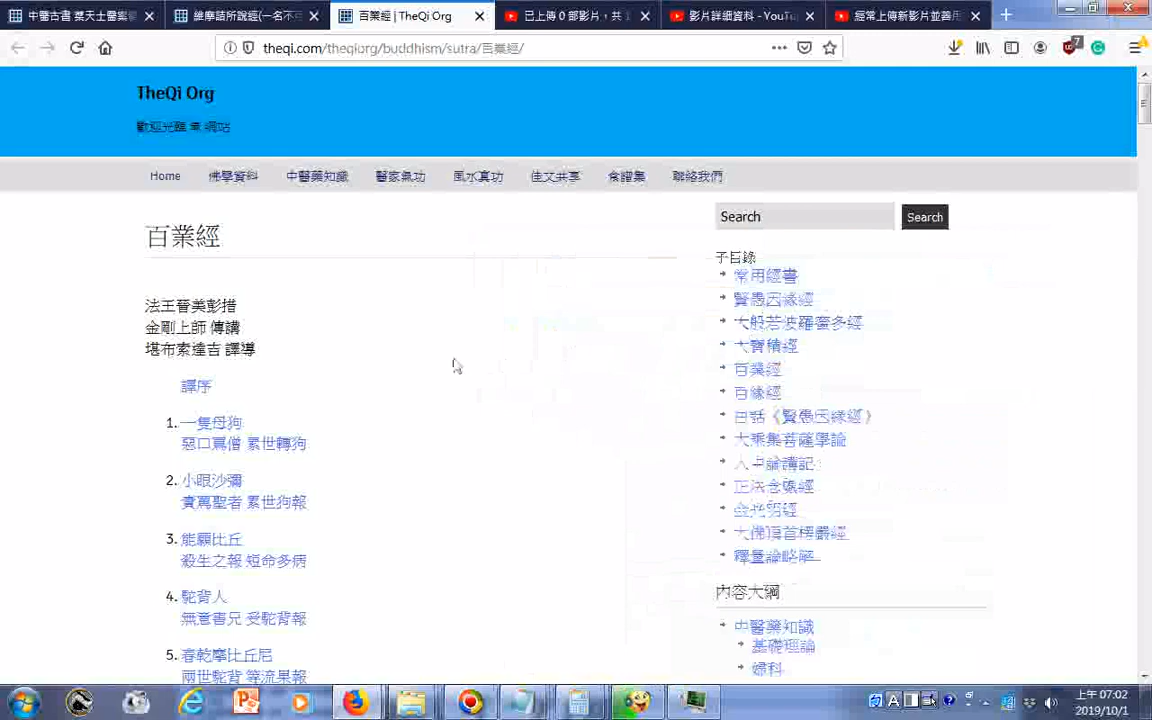 中醫古書 葉天士醫案
維摩詰所說經(一名不可
百業經 | TheQi Org
已上傳 0 部影片，共 1
影片詳細資料 - YouTu
經常上傳新影片並善用
theqi.com/theqiorg/buddhism/sutra/百業經/
7
TheQi Org
歡迎光臨 氣 網站
Home 佛學資料 中醫藥知識 醫家氣功 風水真功 佳文共享 食譜集 聯絡我們
Search Search
百業經
法王晉美彭措
金剛上師 傳講
堪布索達吉 譯導
譯序
1. 一隻母狗
惡口罵僧 累世轉狗
2. 小眼沙彌
責罵聖者 累世狗報
3. 能願比丘
殺生之報 短命多病
4. 駝背人
無意害兄 受駝背報
5. 春乾摩比丘尼
兩世駝背 等流果報
子目錄
常用經書
賢愚因緣經
大般若波羅蜜多經
大寶積經
百業經
百緣經
白話《賢愚因緣經》
大乘集菩薩學論
入中論講記
正法念處經
金光明經
大佛頂首楞嚴經
釋量論略解
內容大綱
中醫藥知識
基礎理論
婦科
上午 07:02
2019/10/1